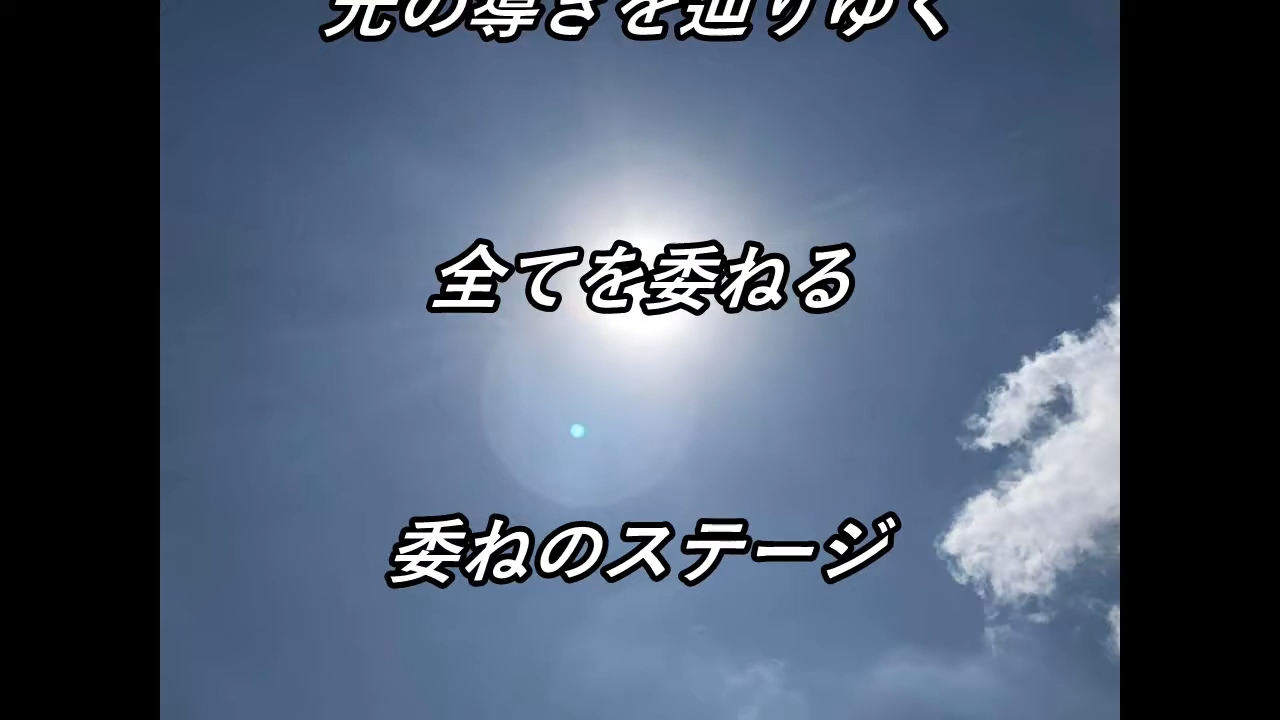 光の導きを辿りゆく
全てを委ねる
委ねのステージ